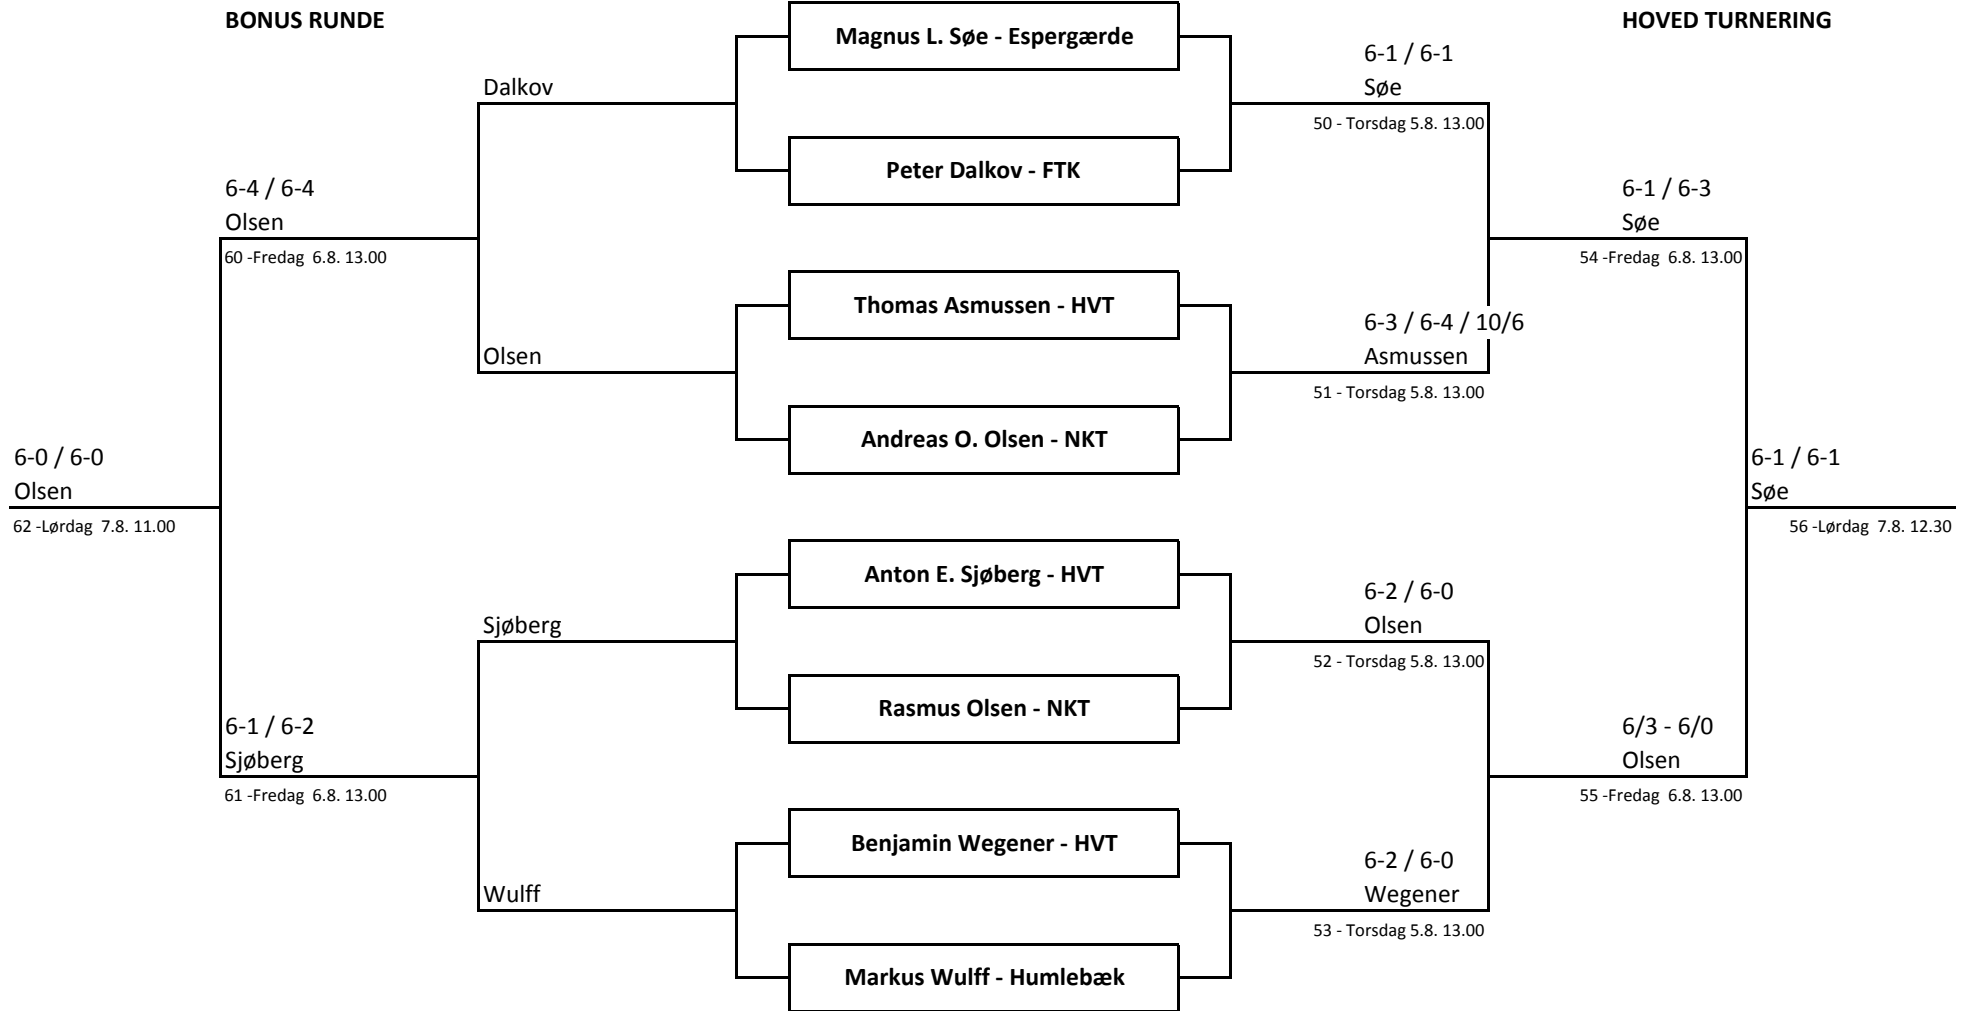 BONUS RUNDE
HOVED TURNERING
Magnus L. Søe - Espergærde
6-1 / 6-1
Dalkov
Søe
50 - Torsdag 5.8. 13.00
Peter Dalkov - FTK
6-4 / 6-4
6-1 / 6-3
Olsen
Søe
60 -Fredag  6.8. 13.00
54 -Fredag  6.8. 13.00
Thomas Asmussen - HVT
6-3 / 6-4 / 10/6
Olsen
Asmussen
51 - Torsdag 5.8. 13.00
Andreas O. Olsen - NKT
6-0 / 6-0
6-1 / 6-1
Olsen
Søe
62 -Lørdag  7.8. 11.00
56 -Lørdag  7.8. 12.30
Anton E. Sjøberg - HVT
6-2 / 6-0
Sjøberg
Olsen
52 - Torsdag 5.8. 13.00
Rasmus Olsen - NKT
6-1 / 6-2
6/3 - 6/0
Sjøberg
Olsen
61 -Fredag  6.8. 13.00
55 -Fredag  6.8. 13.00
Benjamin Wegener - HVT
6-2 / 6-0
Wulff
Wegener
53 - Torsdag 5.8. 13.00
Markus Wulff - Humlebæk